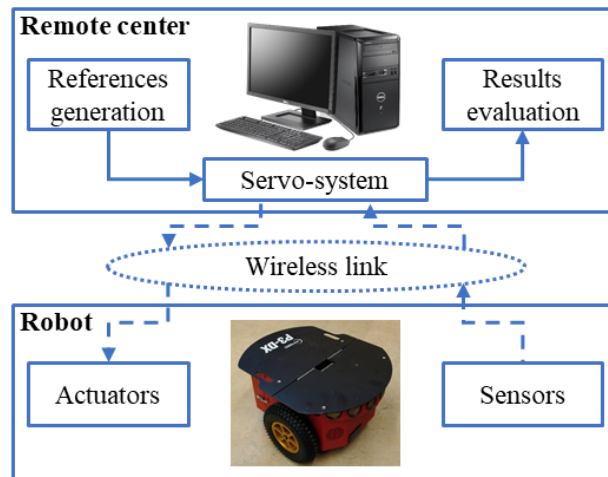 Remote center
References
generation
Results
evaluation
Servo-system
Wireless link
Robot
Actuators
P3-DX
Sensors